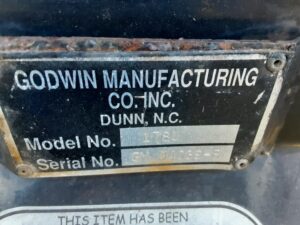 GODWIN MANUFACTURING
CO. INC.
DUNN, N.C.
Model No.
Serial No.
THIS ITEM HAS BEEN